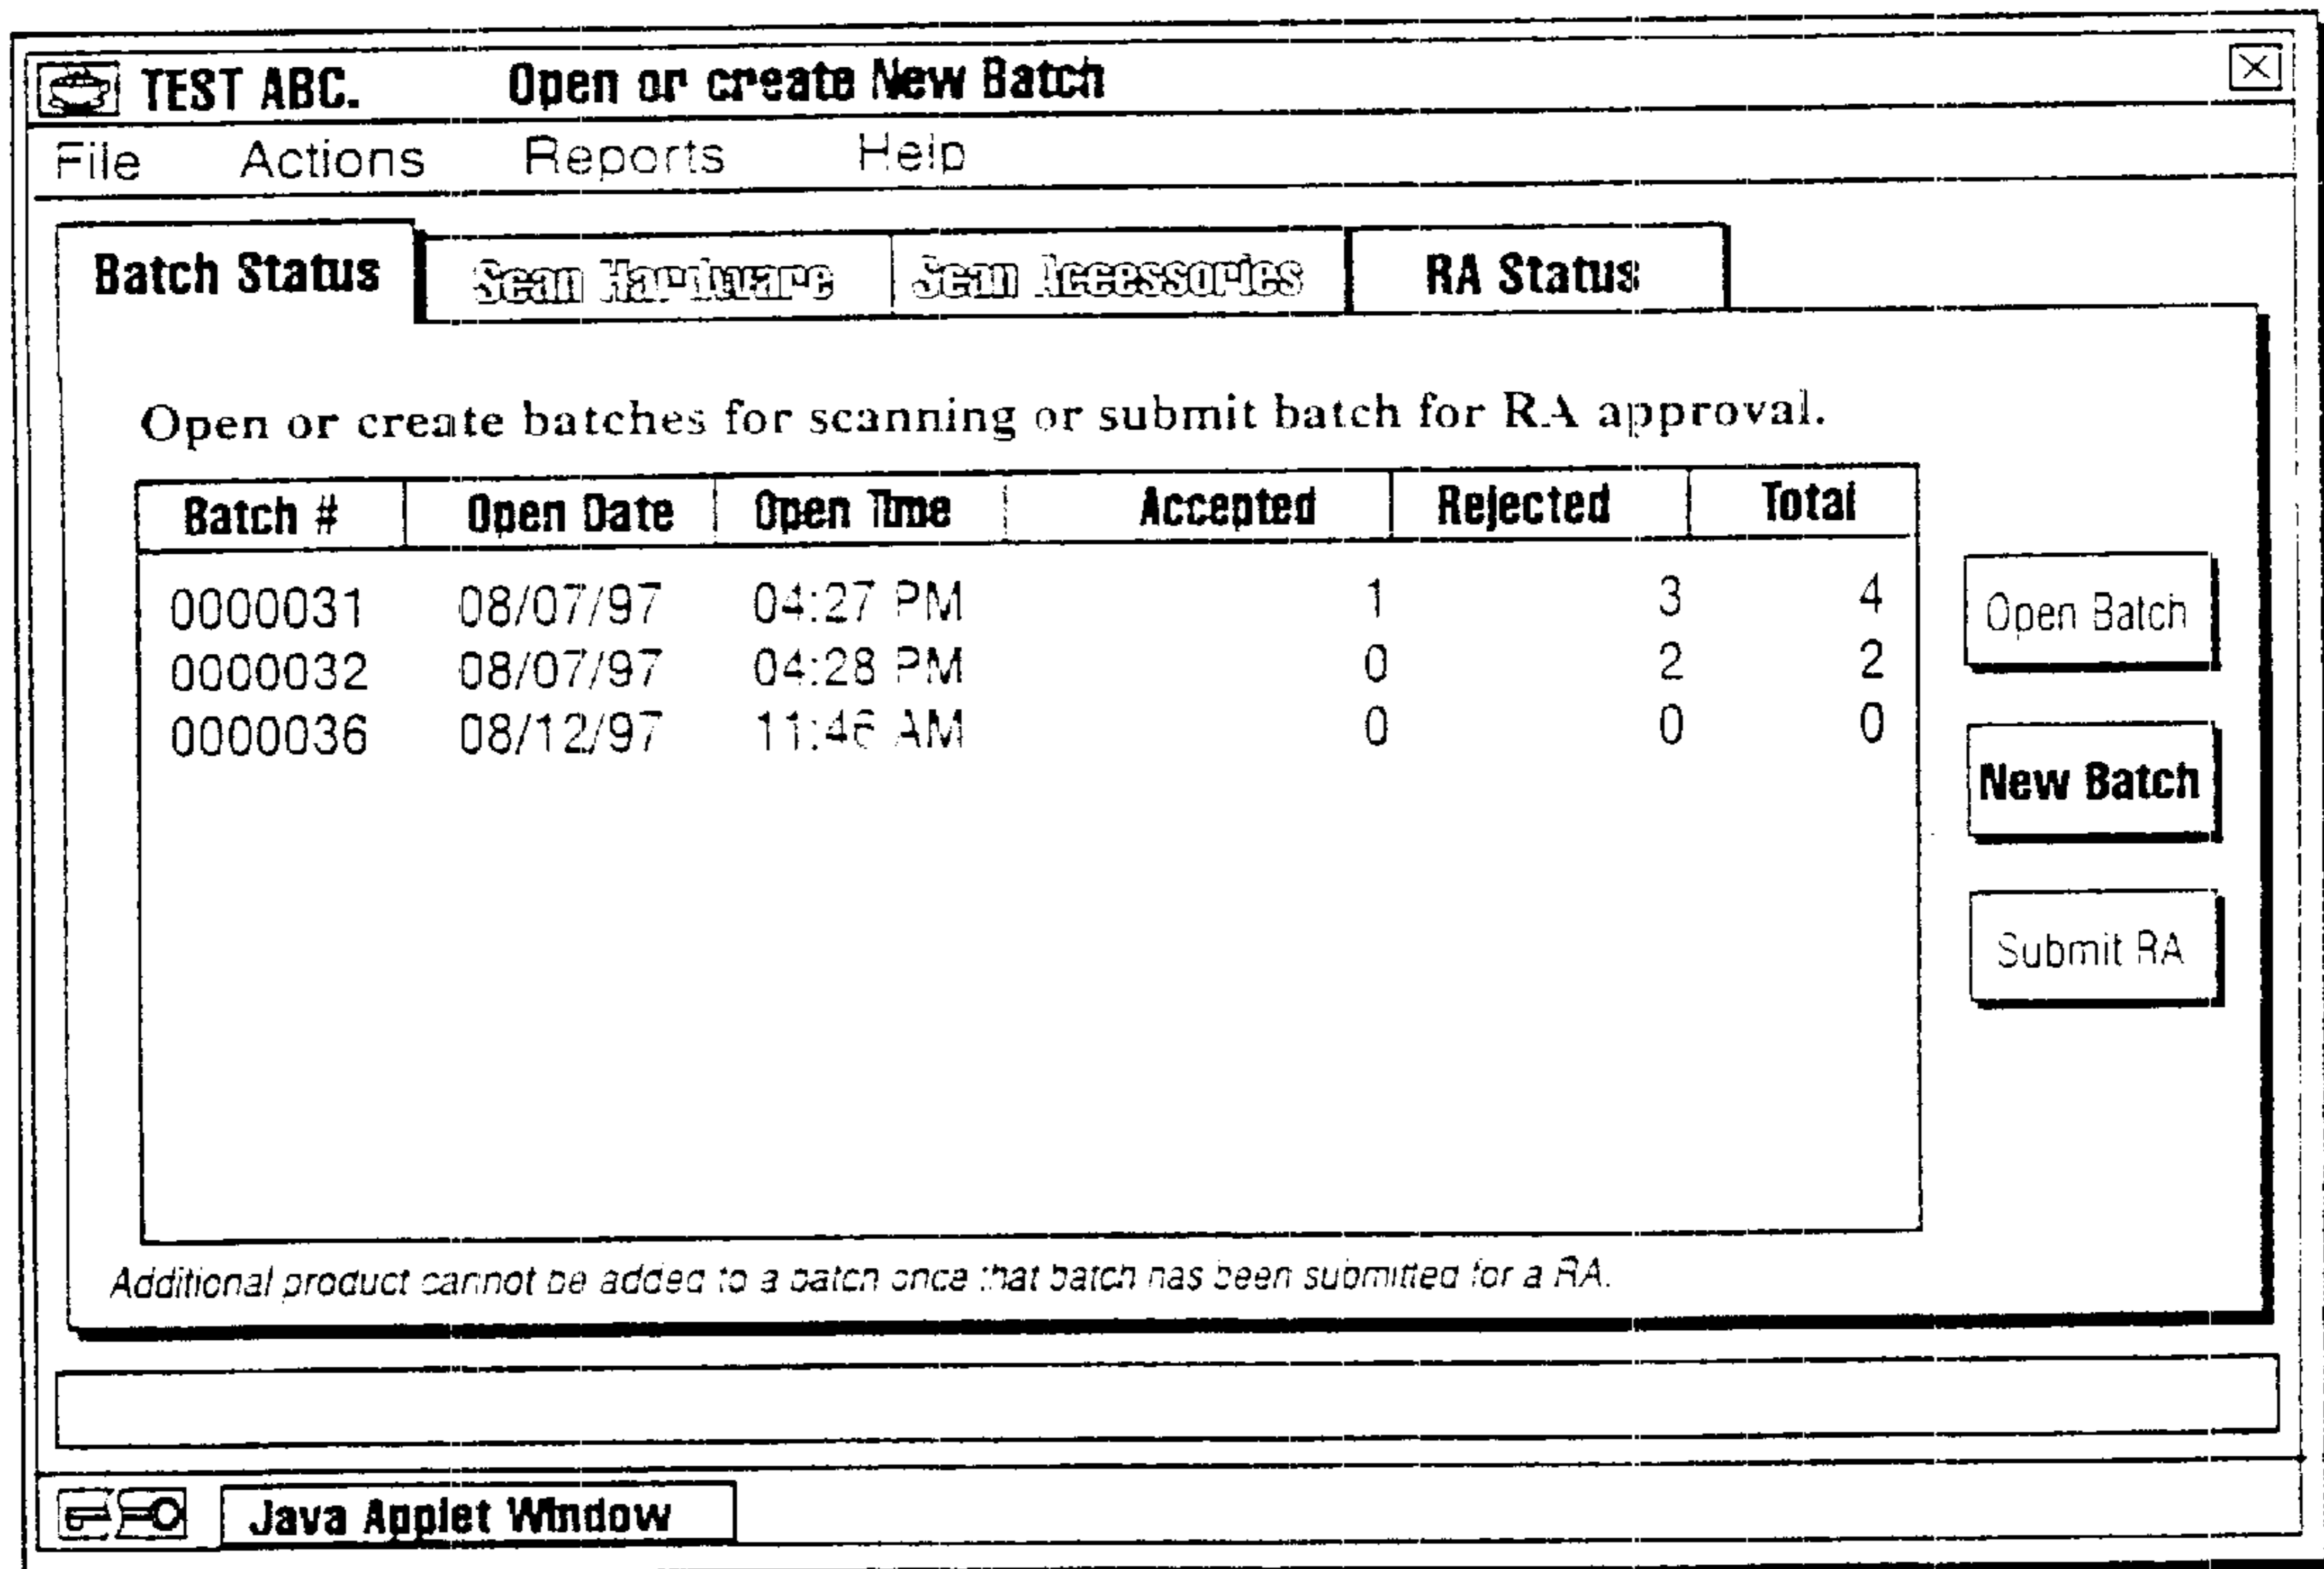 TEST ABC. Open or create New Batch
File Actions Reports Help
Batch Status Scan Hardware Scan Accessories RA Status
Open or create batches for scanning or submit batch for RA approval.
Batch # Open Date Open Time Accepted Rejected Total
0000031 08/07/97 04:27 PM 1 3 4
0000032 08/07/97 04:28 PM 0 2 2
0000036 08/12/97 11:46 AM 0 0 0
Open Batch
New Batch
Submit RA
Additional product cannot be added to a batch once that batch has been submitted for a RA.
Java Applet Window